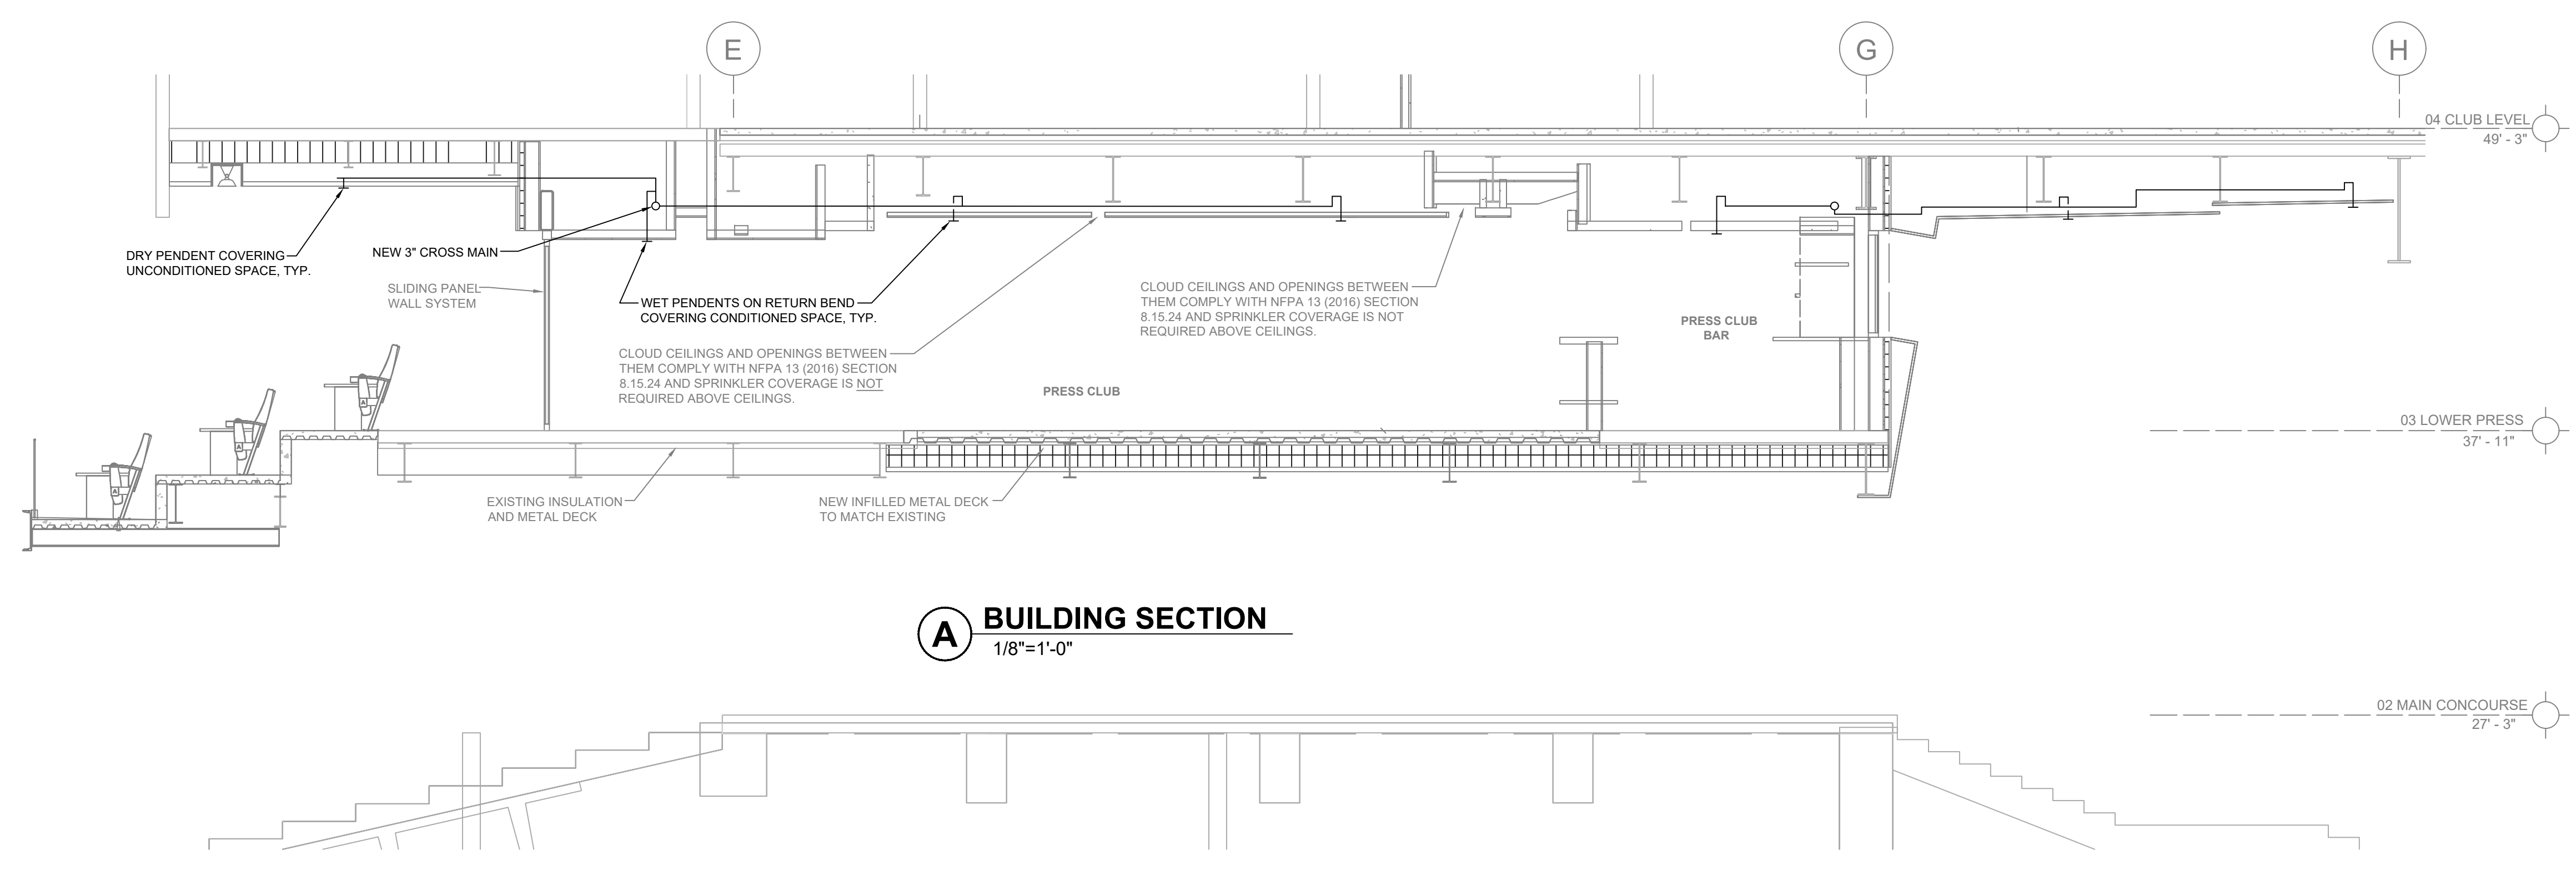 E
G
H
04 CLUB LEVEL
49' - 3"
DRY PENDENT COVERING
UNCONDITIONED SPACE, TYP.
NEW 3" CROSS MAIN
SLIDING PANEL
WALL SYSTEM
WET PENDENTS ON RETURN BEND
COVERING CONDITIONED SPACE, TYP.
CLOUD CEILINGS AND OPENINGS BETWEEN
THEM COMPLY WITH NFPA 13 (2016) SECTION
8.15.24 AND SPRINKLER COVERAGE IS NOT
REQUIRED ABOVE CEILINGS.
CLOUD CEILINGS AND OPENINGS BETWEEN
THEM COMPLY WITH NFPA 13 (2016) SECTION
8.15.24 AND SPRINKLER COVERAGE IS NOT
REQUIRED ABOVE CEILINGS.
PRESS CLUB
BAR
PRESS CLUB
A
A
A
03 LOWER PRESS
37' - 11"
EXISTING INSULATION
AND METAL DECK
NEW INFILLED METAL DECK
TO MATCH EXISTING
A
BUILDING SECTION
1/8"=1'-0"
02 MAIN CONCOURSE
27' - 3"